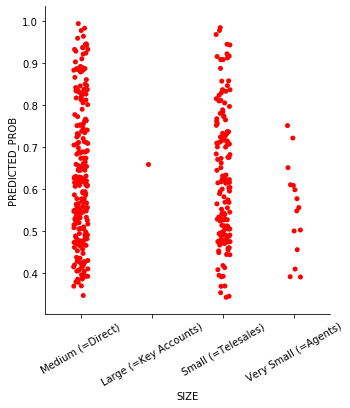 1.0
0.9
0.8
0.7
0.6
0.5
0.4
PREDICTED_PROB
Medium (=Direct)
Large (=Key Accounts)
Small (=Telesales)
Very Small (=Agents)
SIZE